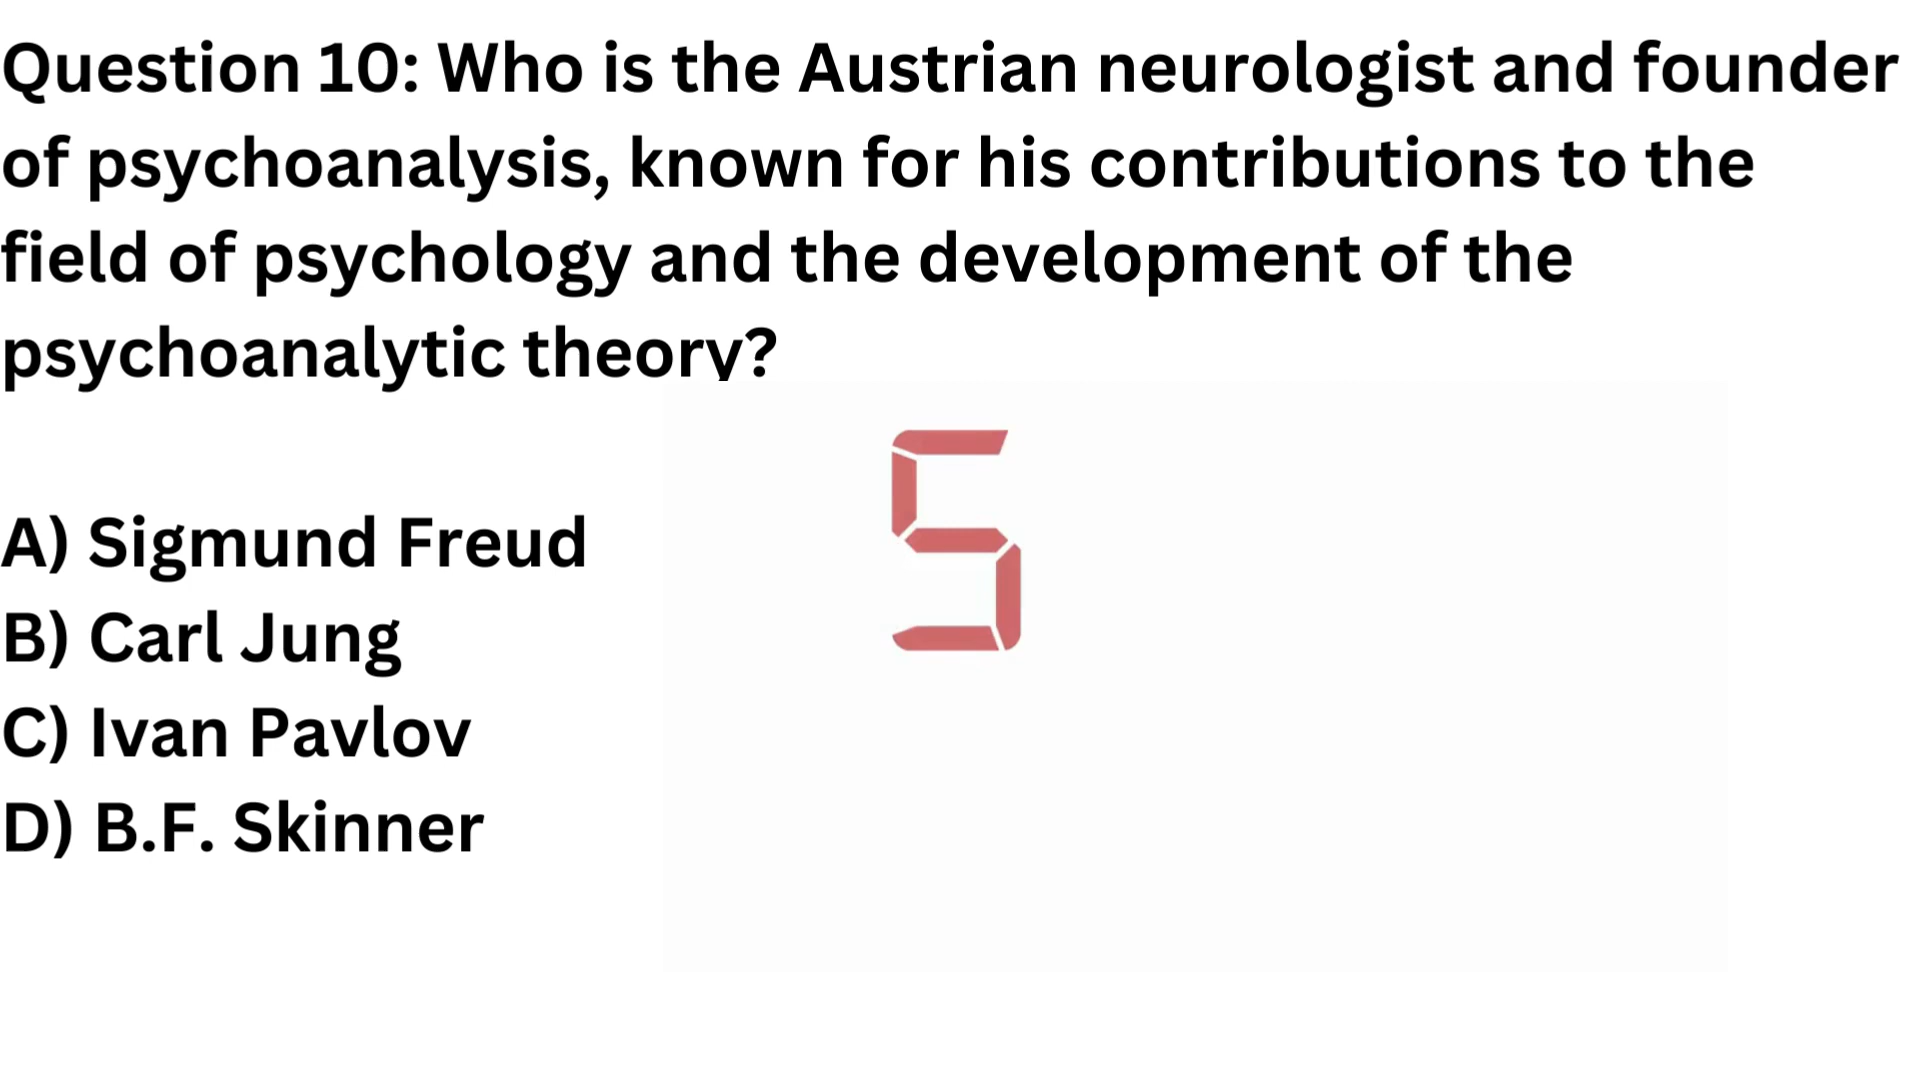 Question 10: Who is the Austrian neurologist and founder
of psychoanalysis, known for his contributions to the
field of psychology and the development of the
psychoanalytic theory?
5
A) Sigmund Freud
B) Carl Jung
C) Ivan Pavlov
D) B.F. Skinner